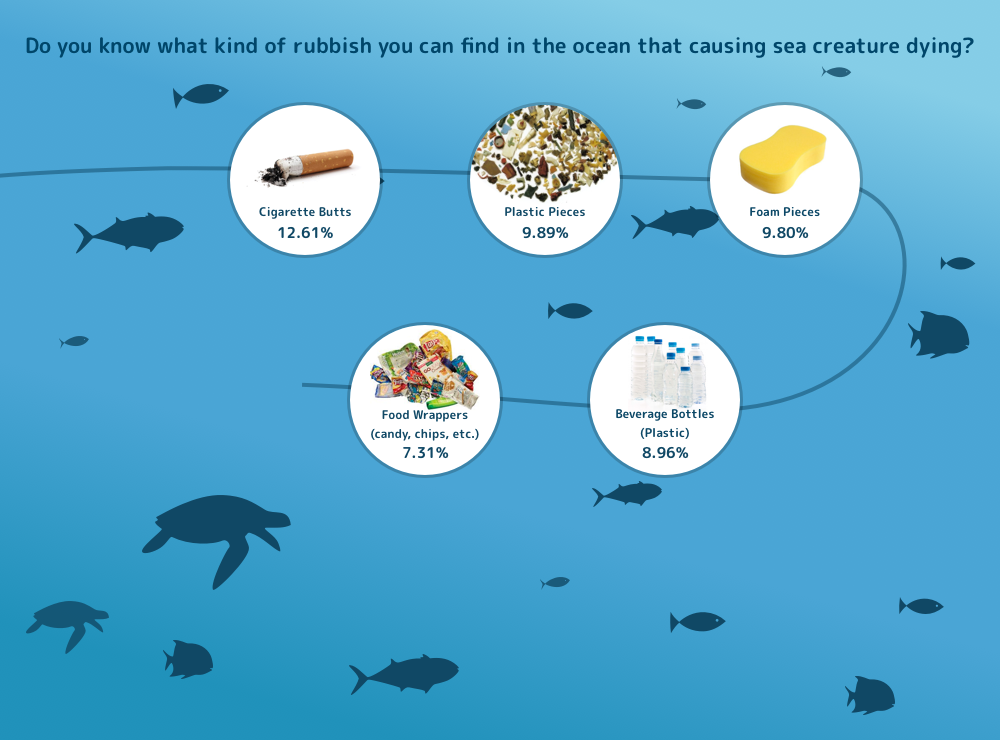 Do you know what kind of rubbish you can find in the ocean that causing sea creature dying?
Cigarette Butts
12.61%
Plastic Pieces
9.89%
Foam Pieces
9.80%
Food Wrappers
(candy, chips, etc.)
7.31%
Beverage Bottles
(Plastic)
8.96%